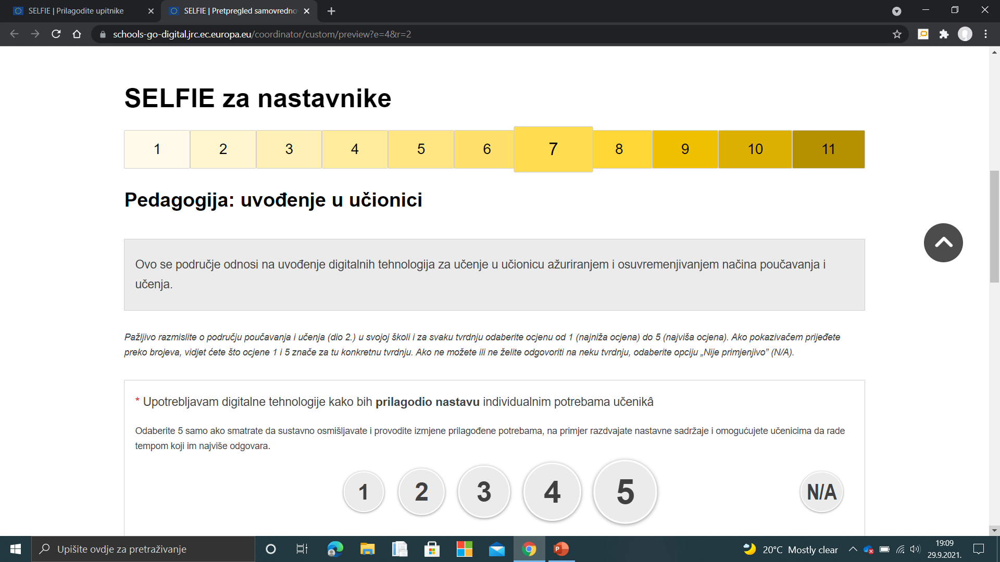 SELFIE | Prilagodite upitnike
SELFIE | Pretpregled samovredno
schools-go-digital.jrc.ec.europa.eu/coordinator/custom/preview?e=4&r=2
SELFIE za nastavnike
1 2 3 4 5 6 7 8 9 10 11
Pedagogija: uvođenje u učionici
Ovo se područje odnosi na uvođenje digitalnih tehnologija za učenje u učionicu ažuriranjem i osuvremenjivanjem načina poučavanja i
učenja.
Pažljivo razmislite o području poučavanja i učenja (dio 2.) u svojoj školi i za svaku tvrdnju odaberite ocjenu od 1 (najniža ocjena) do 5 (najviša ocjena). Ako pokazivačem prijeđete
preko brojeva, vidjet ćete što ocjene 1 i 5 znače za tu konkretnu tvrdnju. Ako ne možete ili ne želite odgovoriti na neku tvrdnju, odaberite opciju „Nije primjenjivo” (N/A).
* Upotrebljavam digitalne tehnologije kako bih prilagodio nastavu individualnim potrebama učenikâ
Odaberite 5 samo ako smatrate da sustavno osmišljavate i provodite izmjene prilagođene potrebama, na primjer razdvajate nastavne sadržaje i omogućujete učenicima da rade
tempom koji im najviše odgovara.
1 2 3 4 5 N/A
Upišite ovdje za pretraživanje
20°C Mostly clear
19:09
29.9.2021.